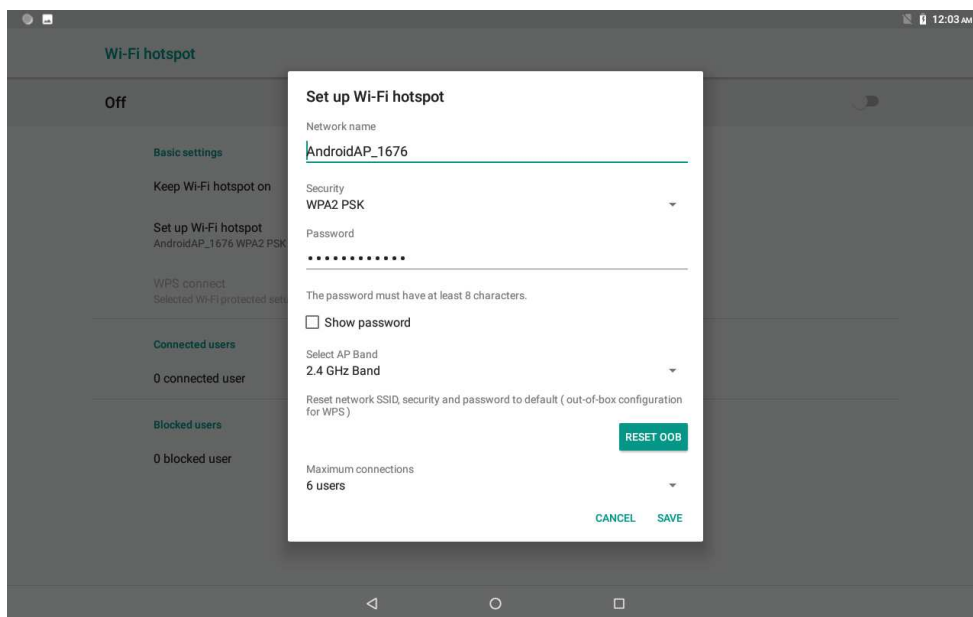 12:03 AM
Wi-Fi hotspot
Off
Basic settings
Keep Wi-Fi hotspot on
Set up Wi-Fi hotspot
AndroidAP_1676 WPA2 PSK
WPS connect
Selected Wi-Fi protected
Connected users
0 connected user
Blocked users
0 blocked user
Set up Wi-Fi hotspot
Network name
AndroidAP_1676
Security
WPA2 PSK
Password
••••••••••••
The password must have at least 8 characters.
Show password
Select AP Band
2.4 GHz Band
Reset network SSID, security and password to default ( out-of-box configuration
for WPS )
RESET OOB
Maximum connections
6 users
CANCEL SAVE